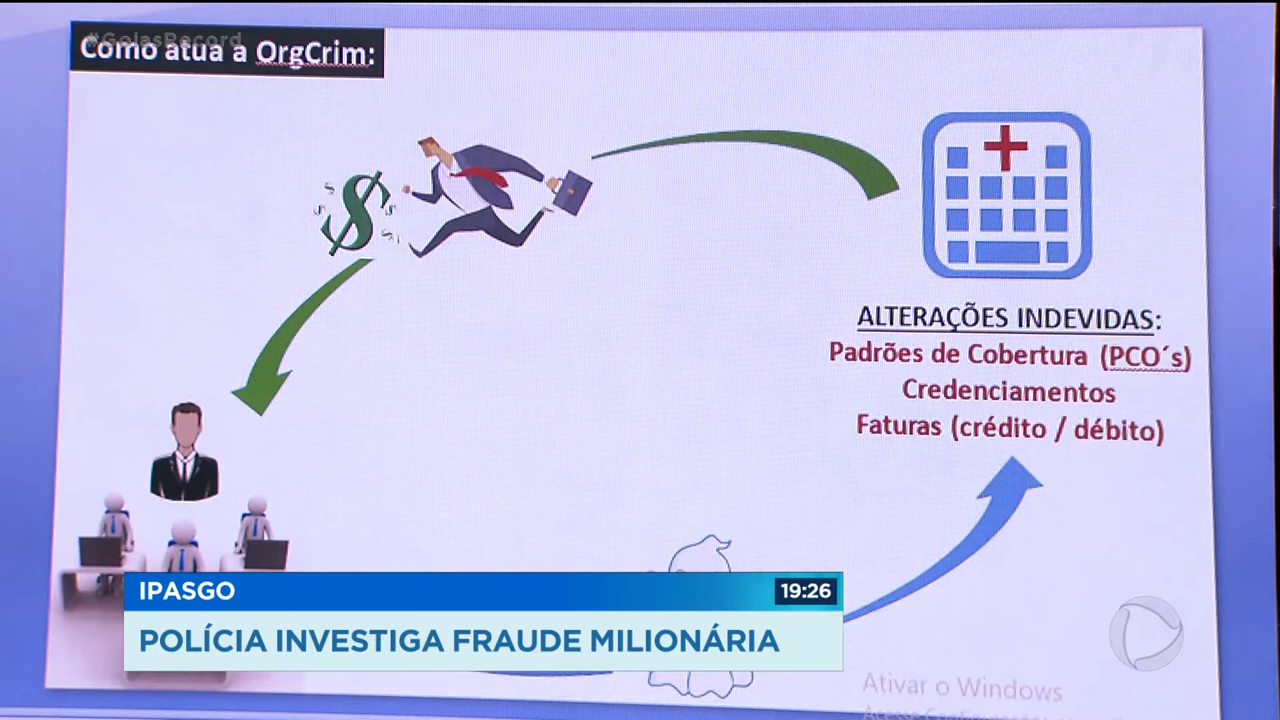 #GoiasRecord
Como atua a OrgCrim:
$
ALTERAÇÕES INDEVIDAS:
Padrões de Cobertura (PCO´s)
Credenciamentos
Faturas (crédito / débito)
IPASGO
19:26
POLÍCIA INVESTIGA FRAUDE MILIONÁRIA
Ativar o Windows